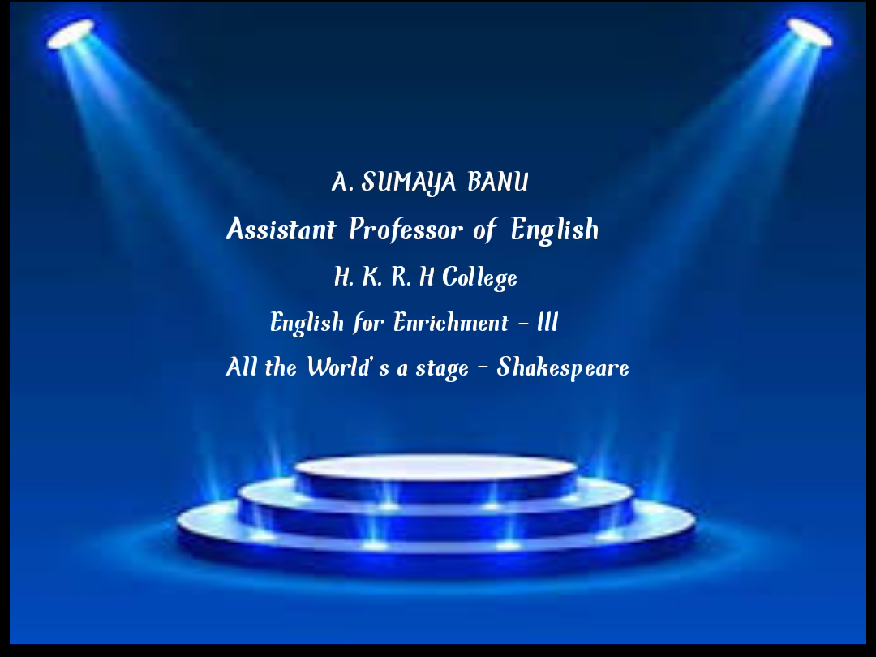 A. SUMAYA BANU
Assistant Professor of English
H. K. R. H College
English for Enrichment - III
All the World's a stage - Shakespeare